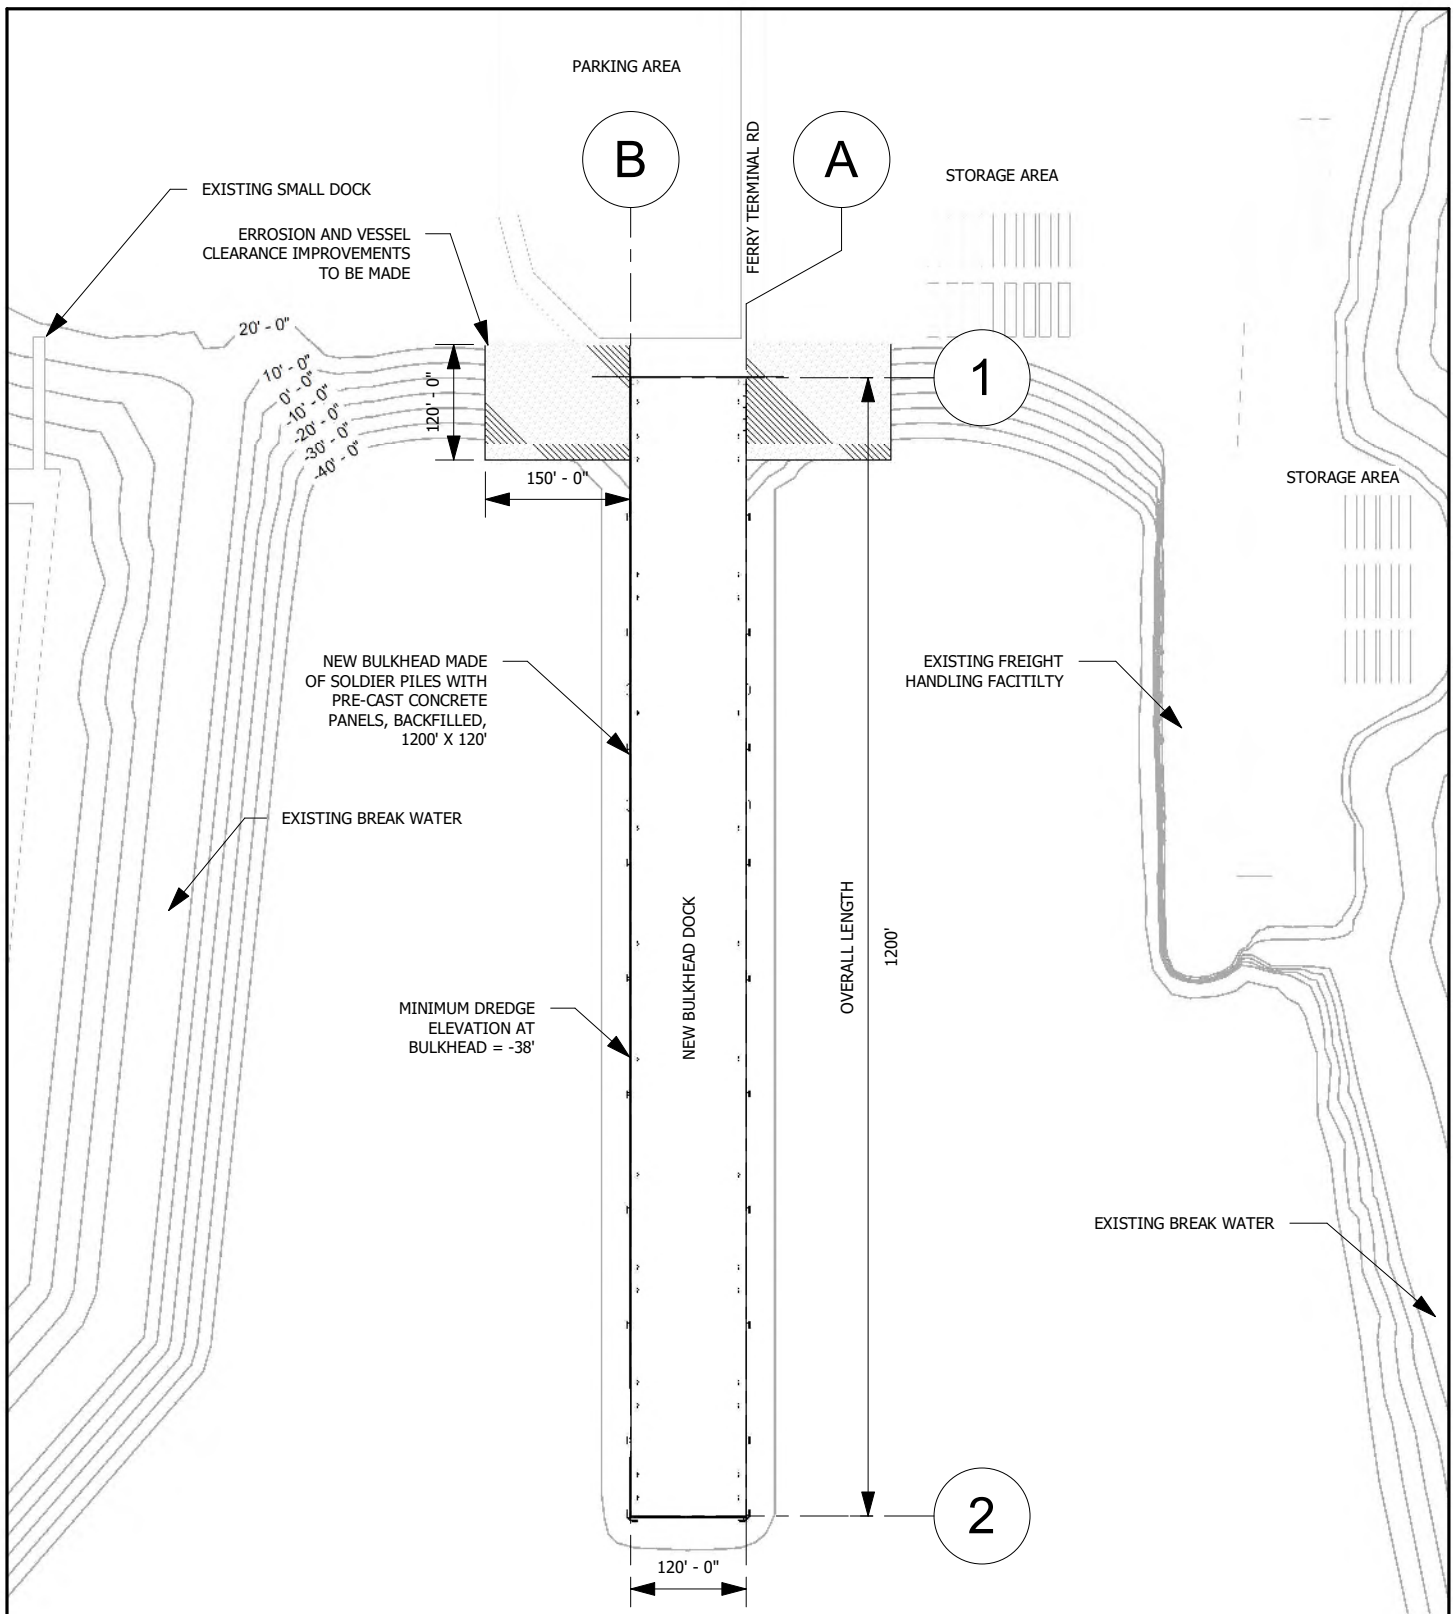 PARKING AREA
B
FERRY TERMINAL RD
A
STORAGE AREA
EXISTING SMALL DOCK
ERROSION AND VESSEL
CLEARANCE IMPROVEMENTS
TO BE MADE
20' - 0"
10' - 0"
0' - 0"
-10' - 0"
-20' - 0"
-30' - 0"
-40' - 0"
120' - 0"
1
150' - 0"
STORAGE AREA
NEW BULKHEAD MADE
OF SOLDIER PILES WITH
PRE-CAST CONCRETE
PANELS, BACKFILLED,
1200' X 120'
EXISTING FREIGHT
HANDLING FACITILTY
EXISTING BREAK WATER
NEW BULKHEAD DOCK
OVERALL LENGTH
1200'
MINIMUM DREDGE
ELEVATION AT
BULKHEAD = -38'
EXISTING BREAK WATER
2
120' - 0"